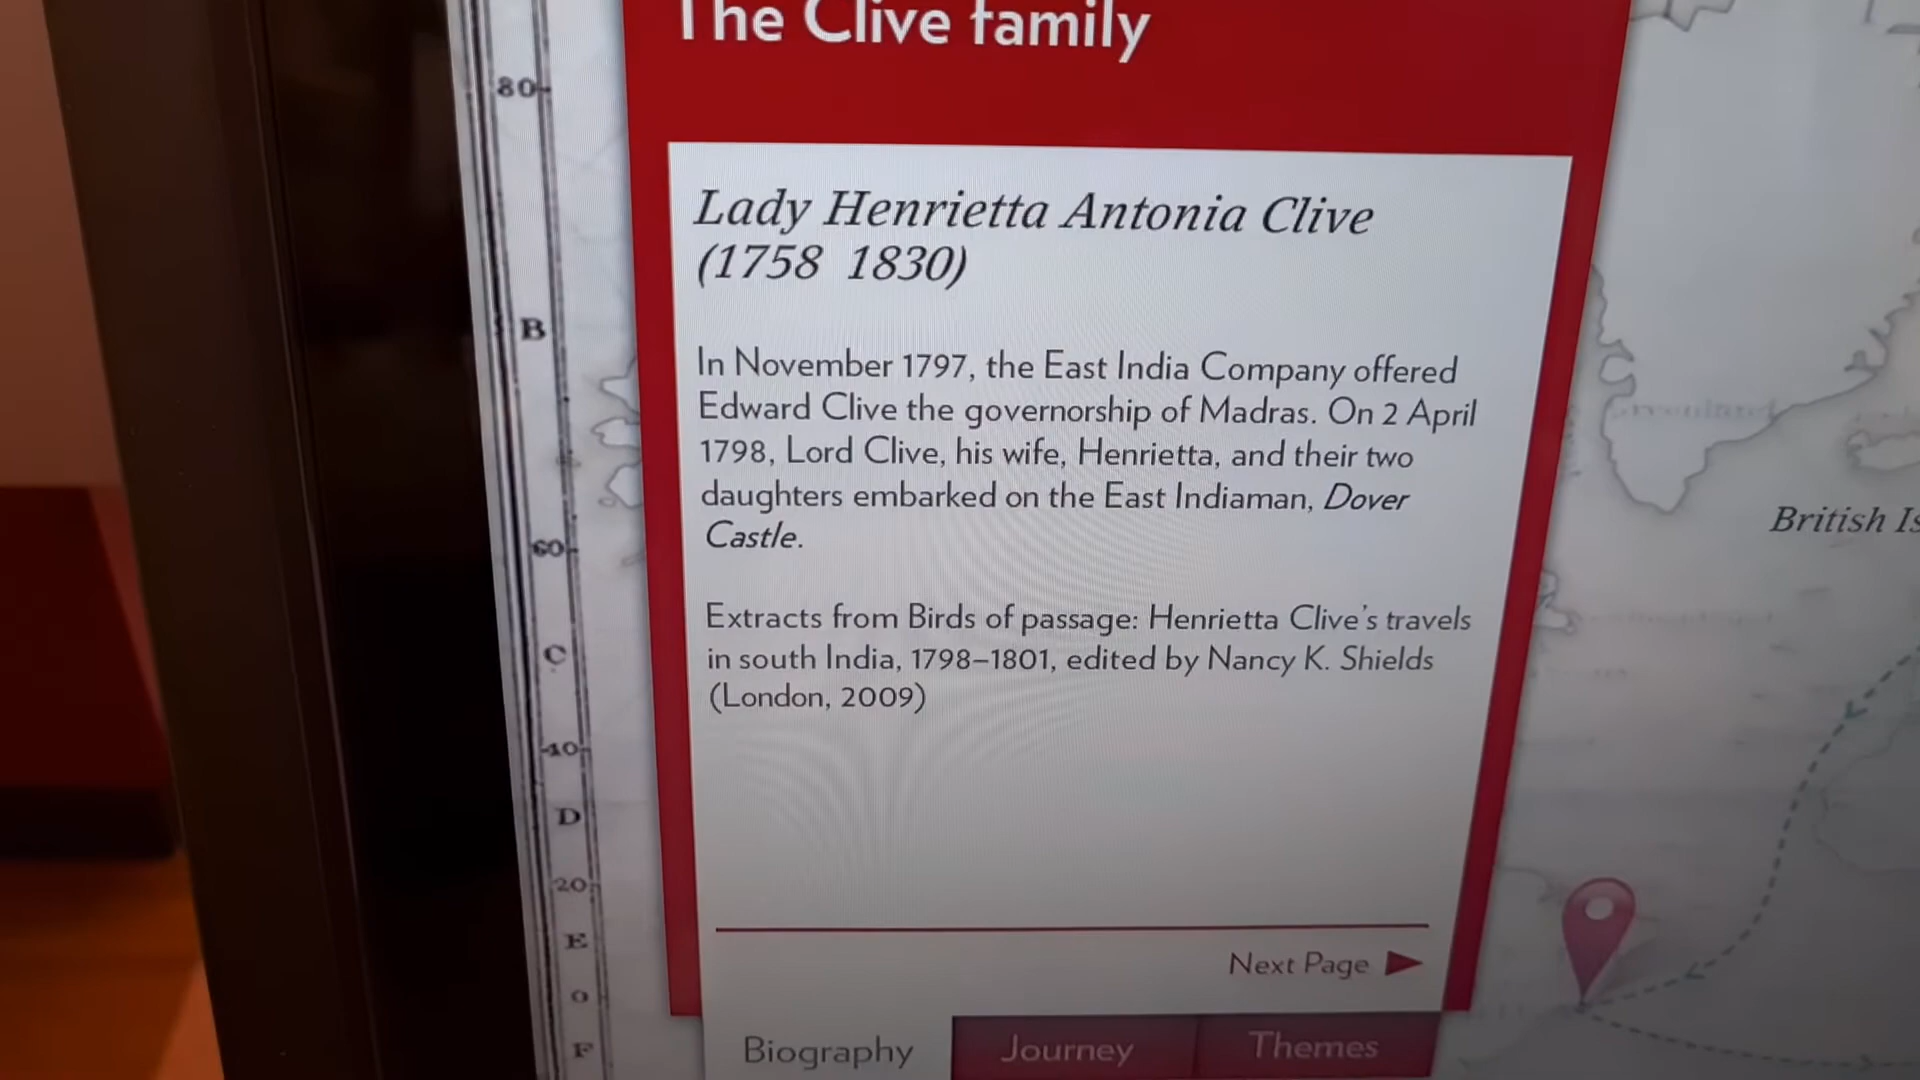 The Clive family
80
Lady Henrietta Antonia Clive
(1758 1830)
B
In November 1797, the East India Company offered
Edward Clive the governorship of Madras. On 2 April
1798, Lord Clive, his wife, Henrietta, and their two
daughters embarked on the East Indiaman, Dover
Castle.
British Is
60
Extracts from Birds of passage: Henrietta Clive's travels
in south India, 1798–1801, edited by Nancy K. Shields
(London, 2009)
C
40
D
20
E
0
F
Next Page
Biography Journey Themes